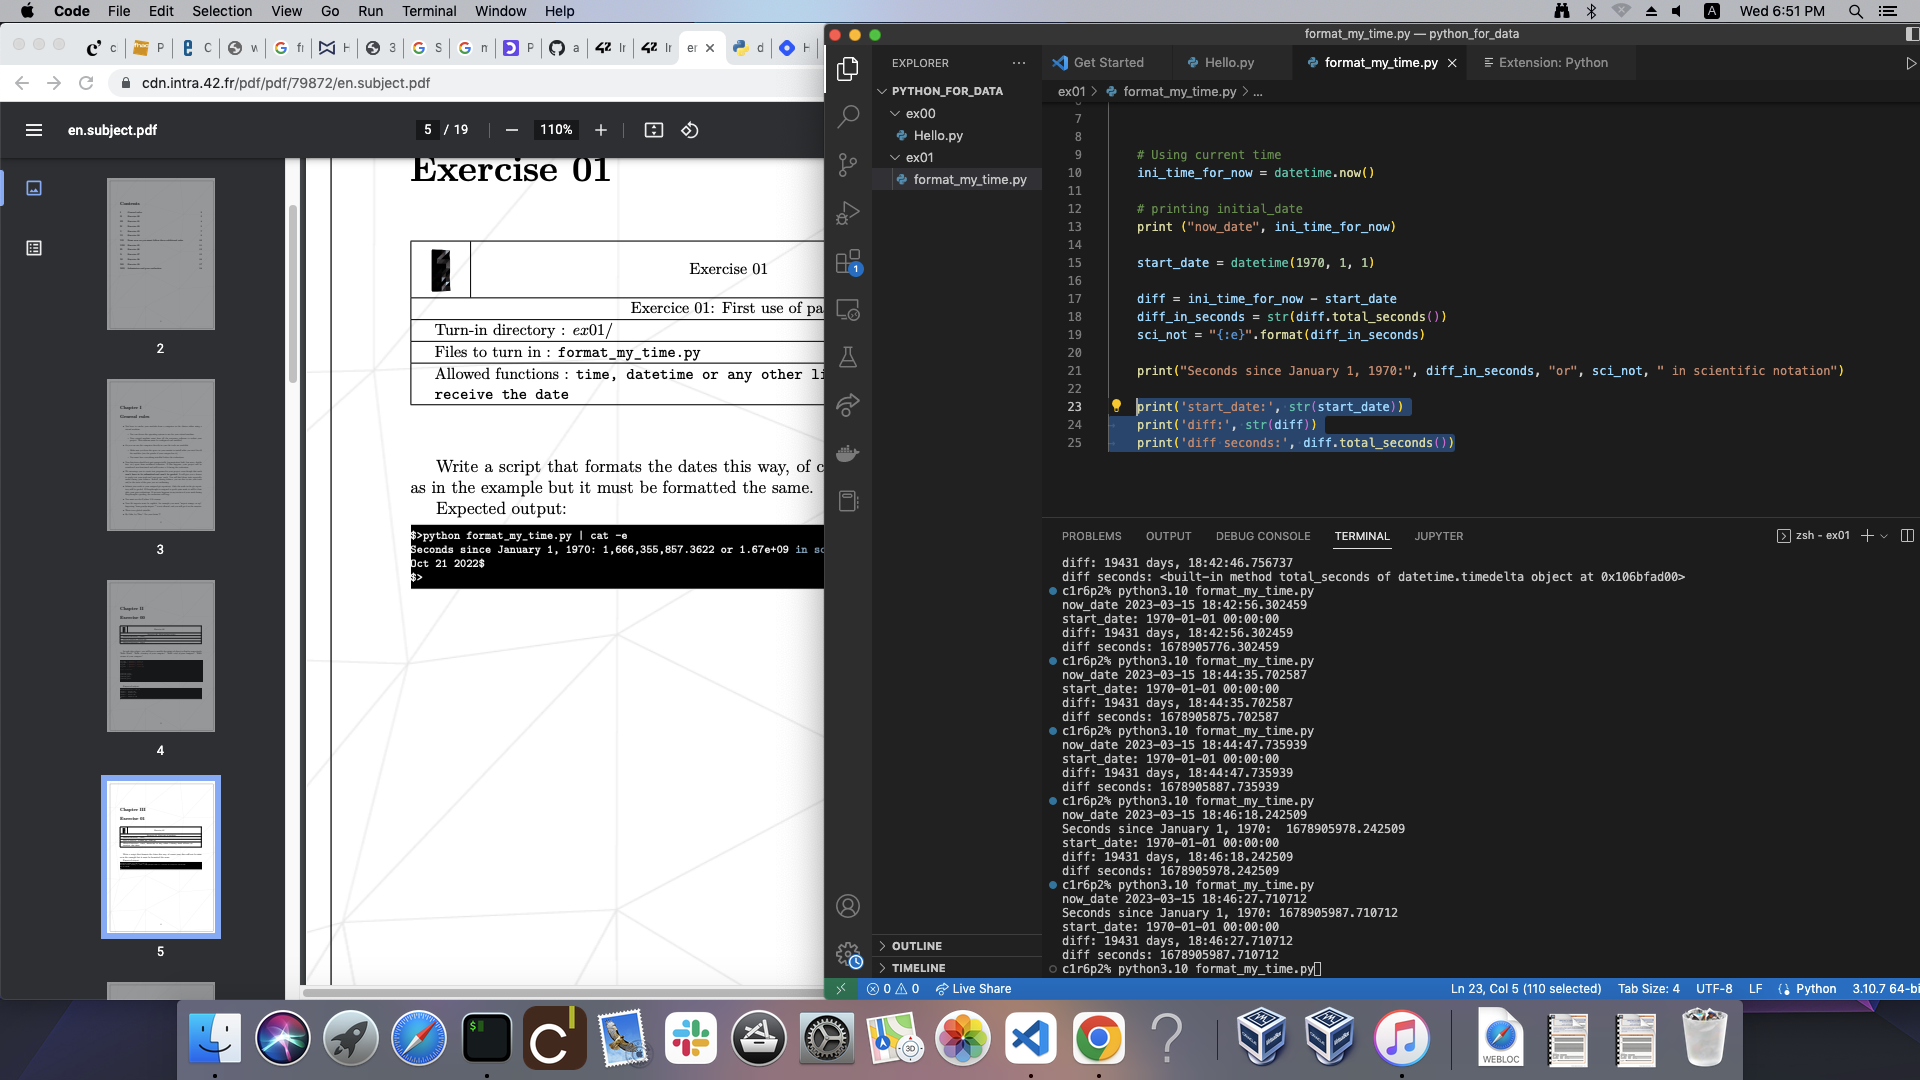 Code File Edit Selection View Go Run Terminal Window Help
A Wed 6:51 PM
cdn.intra.42.fr/pdf/pdf/79872/en.subject.pdf
en.subject.pdf
5 / 19 110%
2
3
4
5
Exercise 01
Exercise 01
Exercice 01: First use of pa
Turn-in directory : ex01/
Files to turn in : format_my_time.py
Allowed functions : time, datetime or any other li
receive the date
Write a script that formats the dates this way, of c
as in the example but it must be formatted the same.
Expected output:
$>python format_my_time.py | cat -e
Seconds since January 1, 1970: 1,666,355,857.3622 or 1.67e+09 in sc
Oct 21 2022$
$>
format_my_time.py — python_for_data
EXPLORER
PYTHON_FOR_DATA
ex00
Hello.py
ex01
format_my_time.py
OUTLINE
TIMELINE
Get Started Hello.py format_my_time.py Extension: Python
ex01 > format_my_time.py > ...
7
8
9 # Using current time
10 ini_time_for_now = datetime.now()
11
12 # printing initial_date
13 print ("now_date", ini_time_for_now)
14
15 start_date = datetime(1970, 1, 1)
16
17 diff = ini_time_for_now - start_date
18 diff_in_seconds = str(diff.total_seconds())
19 sci_not = "{:e}".format(diff_in_seconds)
20
21 print("Seconds since January 1, 1970:", diff_in_seconds, "or", sci_not, " in scientific notation")
22
23 print('start_date:', str(start_date))
24 print('diff:', str(diff))
25 print('diff seconds:', diff.total_seconds())
PROBLEMS OUTPUT DEBUG CONSOLE TERMINAL JUPYTER
zsh - ex01
diff: 19431 days, 18:42:46.756737
diff seconds: <built-in method total_seconds of datetime.timedelta object at 0x106bfad00>
c1r6p2% python3.10 format_my_time.py
now_date 2023-03-15 18:42:56.302459
start_date: 1970-01-01 00:00:00
diff: 19431 days, 18:42:56.302459
diff seconds: 1678905776.302459
c1r6p2% python3.10 format_my_time.py
now_date 2023-03-15 18:44:35.702587
start_date: 1970-01-01 00:00:00
diff: 19431 days, 18:44:35.702587
diff seconds: 1678905875.702587
c1r6p2% python3.10 format_my_time.py
now_date 2023-03-15 18:44:47.735939
start_date: 1970-01-01 00:00:00
diff: 19431 days, 18:44:47.735939
diff seconds: 1678905887.735939
c1r6p2% python3.10 format_my_time.py
now_date 2023-03-15 18:46:18.242509
Seconds since January 1, 1970:  1678905978.242509
start_date: 1970-01-01 00:00:00
diff: 19431 days, 18:46:18.242509
diff seconds: 1678905978.242509
c1r6p2% python3.10 format_my_time.py
now_date 2023-03-15 18:46:27.710712
Seconds since January 1, 1970: 1678905987.710712
start_date: 1970-01-01 00:00:00
diff: 19431 days, 18:46:27.710712
diff seconds: 1678905987.710712
c1r6p2% python3.10 format_my_time.py
0 0 Live Share Ln 23, Col 5 (110 selected) Tab Size: 4 UTF-8 LF Python 3.10.7 64-bi
WEBLOC